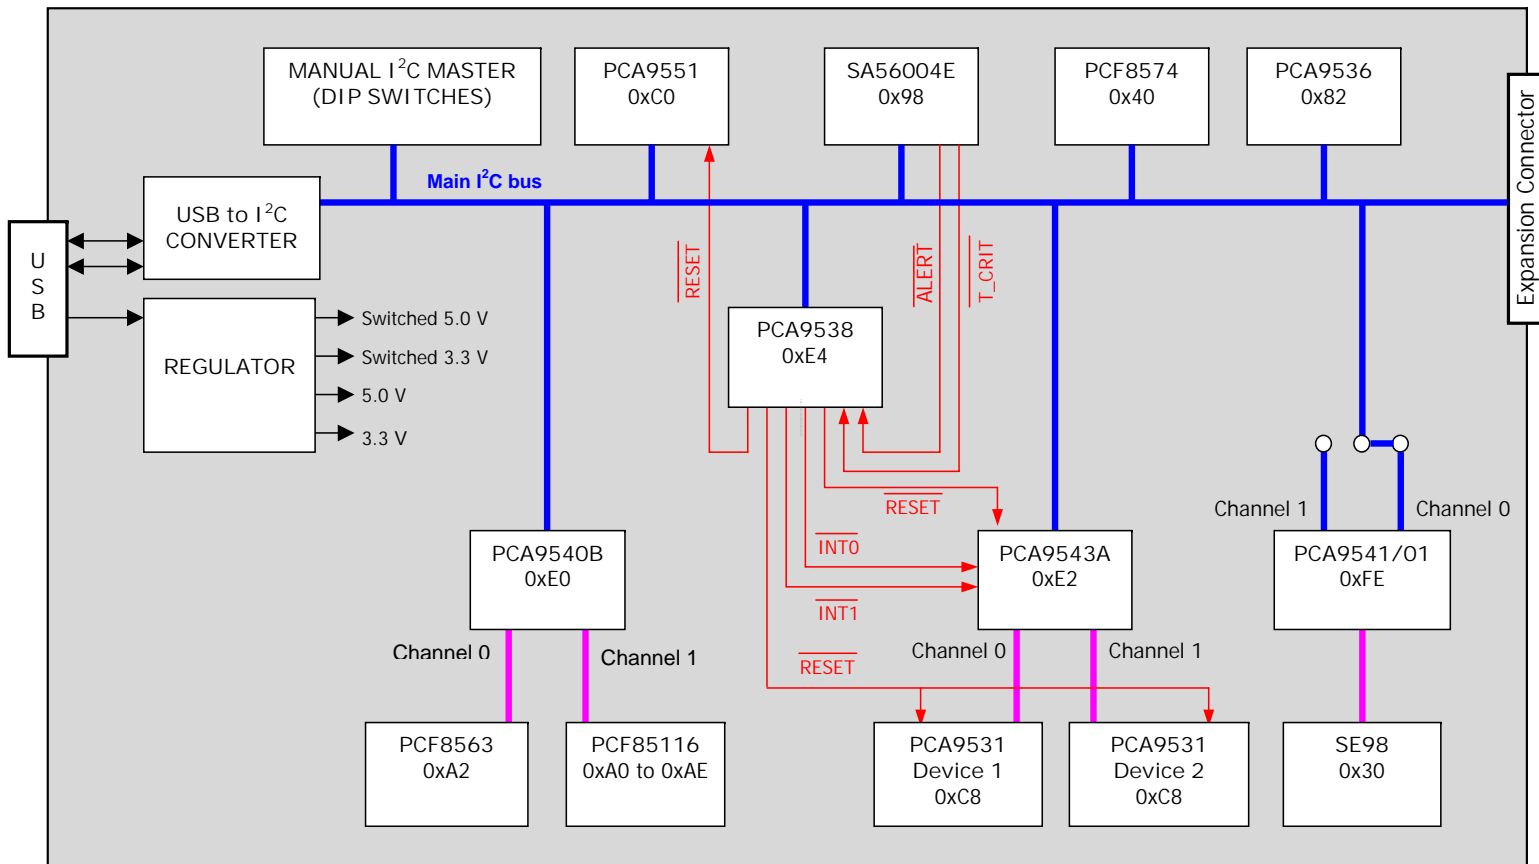 MANUAL I²C MASTER
(DIP SWITCHES)
PCA9551
0xC0
SA56004E
0x98
PCF8574
0x40
PCA9536
0x82
Expansion Connector
Main I²C bus
USB to I²C
CONVERTER
U
S
B
REGULATOR
Switched 5.0 V
Switched 3.3 V
5.0 V
3.3 V
RESET
ALERT
T_CRIT
PCA9538
0xE4
RESET
INT0
INT1
RESET
Channel 1
Channel 0
PCA9540B
0xE0
PCA9543A
0xE2
PCA9541/01
0xFE
Channel 0
Channel 1
Channel 0
Channel 1
PCF8563
0xA2
PCF85116
0xA0 to 0xAE
PCA9531
Device 1
0xC8
PCA9531
Device 2
0xC8
SE98
0x30